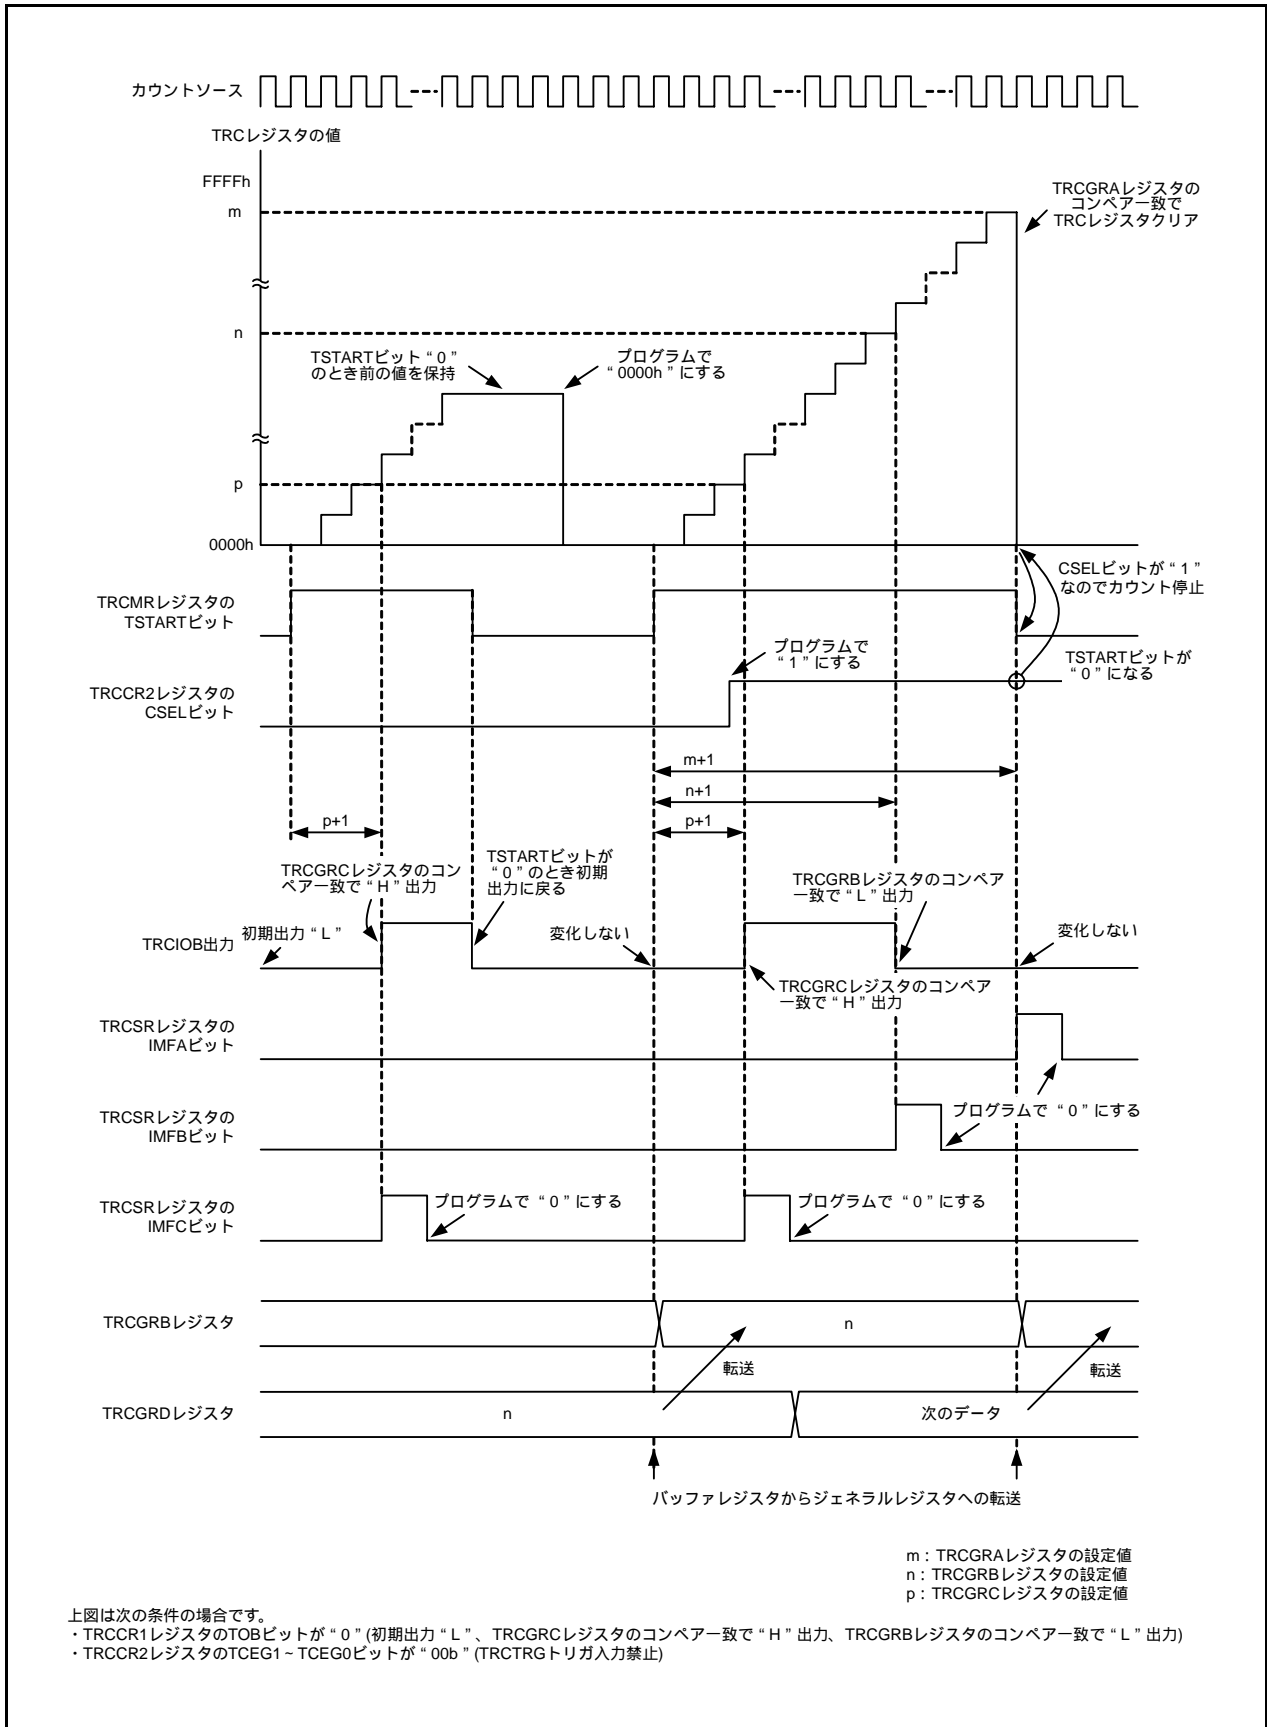 カウントソース
TRCレジスタの値
FFFFh
m
TRCGRAレジスタの
コンペア一致で
TRCレジスタクリア
n
TSTARTビット“0”
のとき前の値を保持
プログラムで
“0000h”にする
p
0000h
CSELビットが“1”
なのでカウント停止
TRCMRレジスタの
TSTARTビット
プログラムで
“1”にする
TSTARTビットが
“0”になる
TRCCR2レジスタの
CSELビット
m+1
n+1
p+1
p+1
TRCGRCレジスタのコン
ペア一致で“H”出力
TSTARTビットが
“0”のとき初期
出力に戻る
TRCGRBレジスタのコンペア
一致で“L”出力
TRCIOB出力
初期出力“L”
変化しない
変化しない
TRCGRCレジスタのコンペア
一致で“H”出力
TRCSRレジスタの
IMFAビット
プログラムで“0”にする
TRCSRレジスタの
IMFBビット
TRCSRレジスタの
IMFCビット
プログラムで“0”にする
プログラムで“0”にする
TRCGRBレジスタ
n
転送
転送
TRCGRDレジスタ
n
次のデータ
バッファレジスタからジェネラルレジスタへの転送
m：TRCGRAレジスタの設定値
n：TRCGRBレジスタの設定値
p：TRCGRCレジスタの設定値
上図は次の条件の場合です。
・TRCCR1レジスタのTOBビットが“0”(初期出力“L”、TRCGRCレジスタのコンペア一致で“H”出力、TRCGRBレジスタのコンペア一致で“L”出力)
・TRCCR2レジスタのTCEG1～TCEG0ビットが“00b”(TRCTRGトリガ入力禁止)